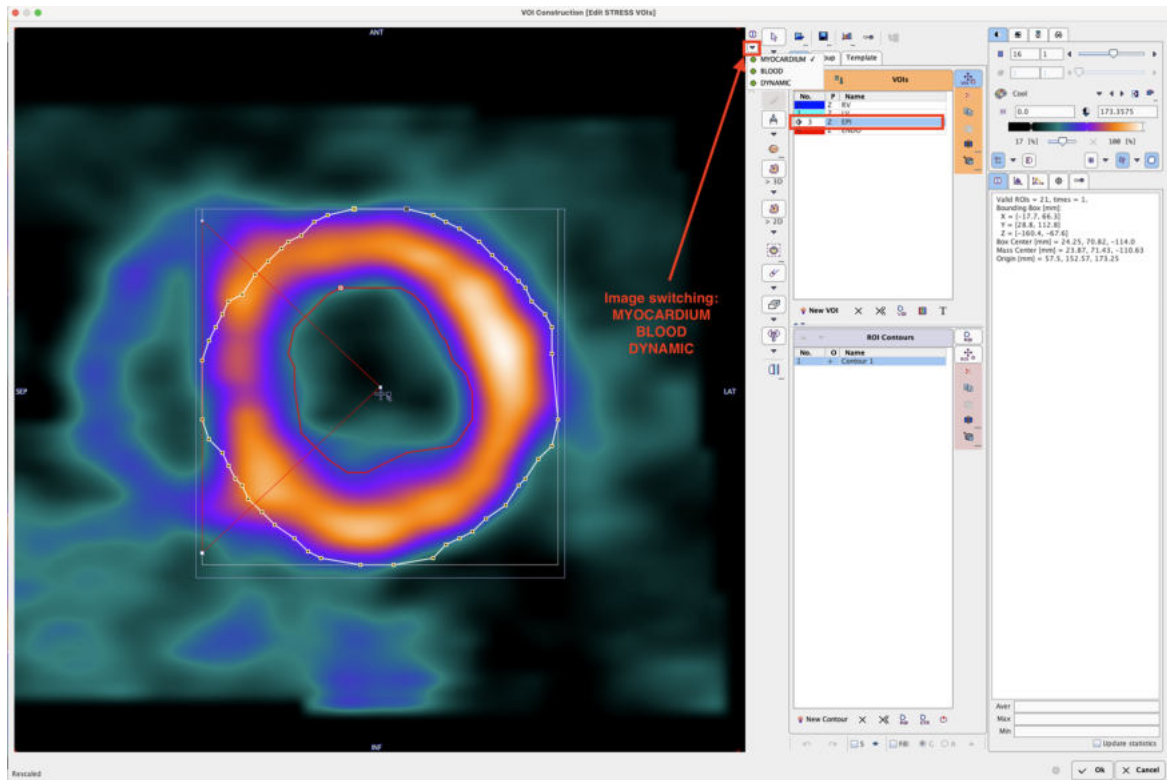 VOI Construction [Edit STRESS VOIs]
ANT
SEP
LAT
INF
Image switching:
MYOCARDIUM
BLOOD
DYNAMIC
MYOCARDIUM ✓
BLOOD
DYNAMIC
Template
VOIs
No. P Name
Z RV
3 Z EPI
ENDO
> 3D
> 2D
New VOI
T
ROI Contours
No. O Name
1 + Contour 1
New Contour
S
16 1
Cool
0.0 173.3575
17 [%] 100 [%]
Valid ROIs = 21, times = 1,
Bounding Box [mm]:
X = [-17.7, 66.3]
Y = [28.8, 112.8]
Z = [-160.4, -67.6]
Box Center [mm] = 24.25, 70.82, -114.0
Mass Center [mm] = 23.87, 71.43, -110.63
Origin [mm] = 57.5, 152.57, 173.25
Aver
Max
Min
Update statistics
Rescaled
Ok
Cancel